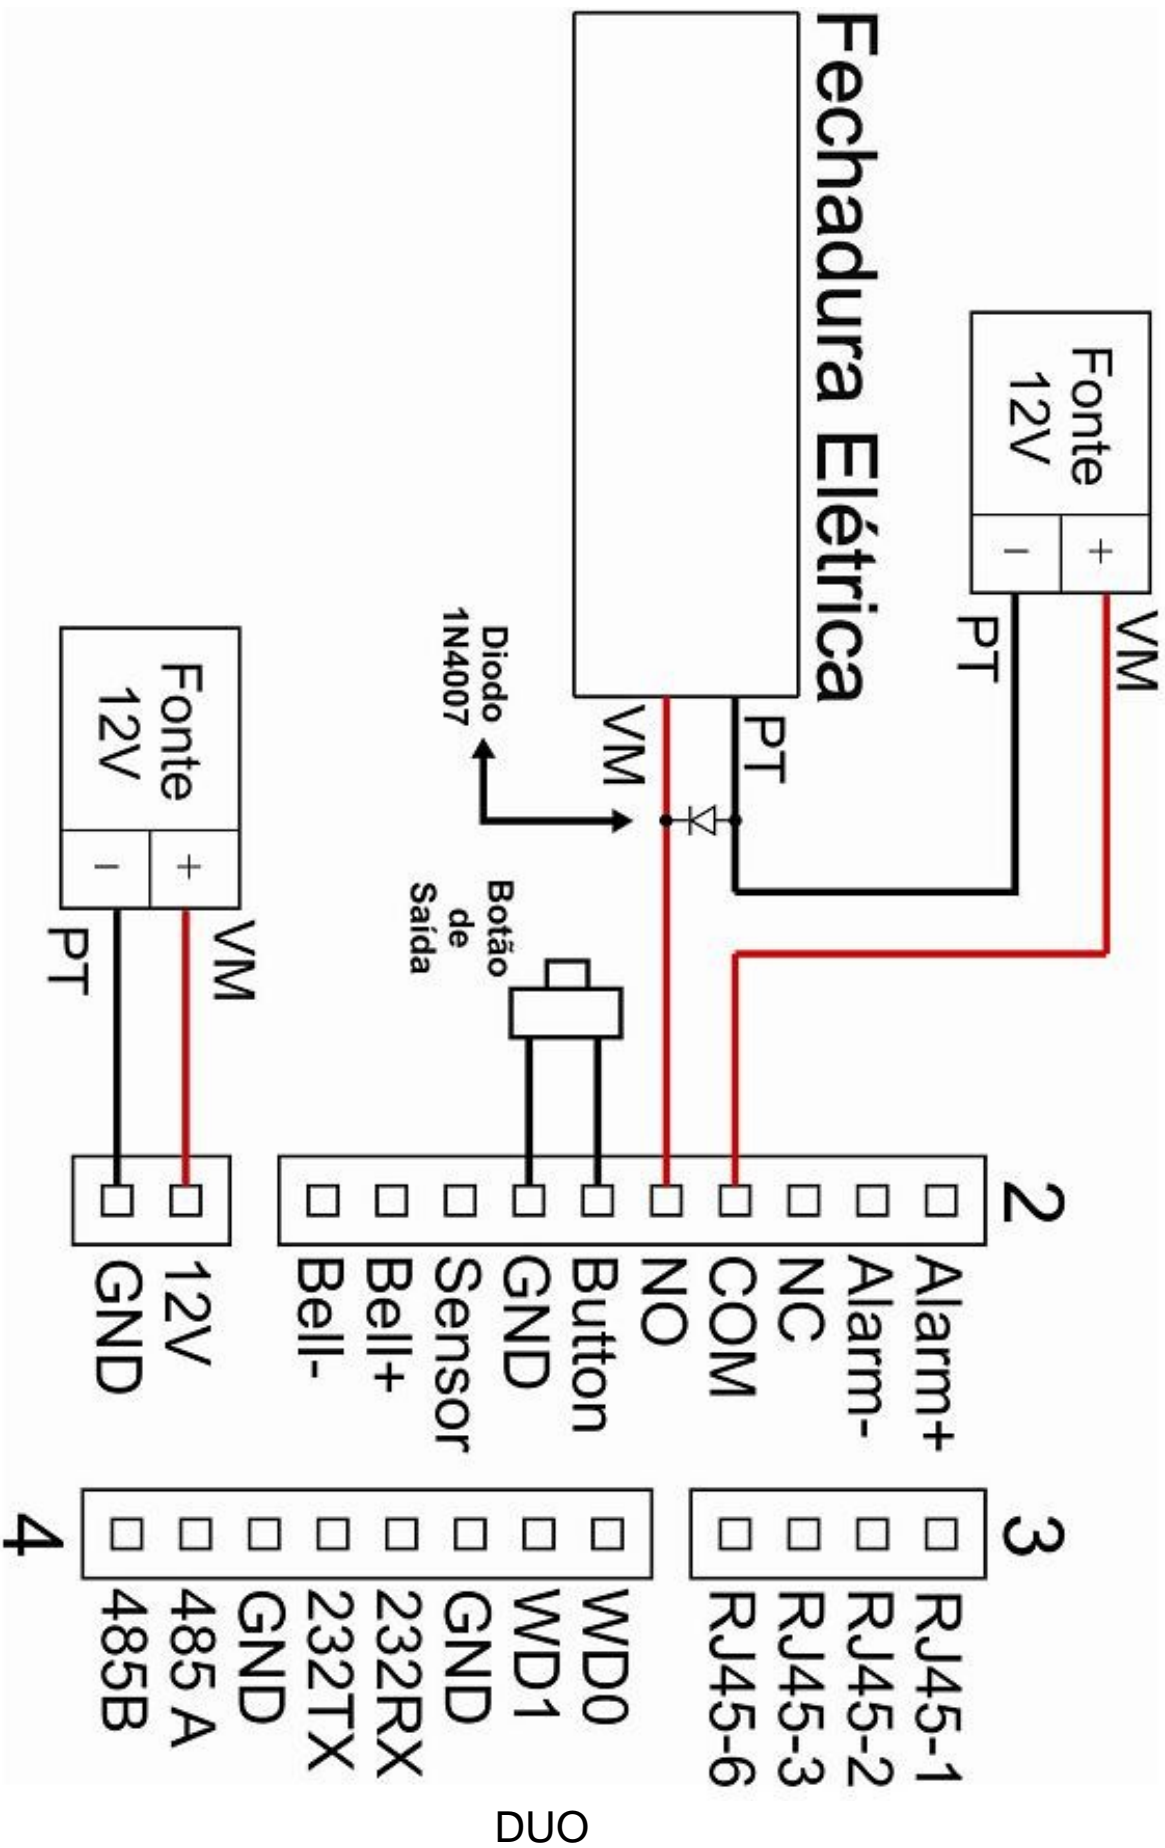 Fechadura Elétrica
Fonte
12V
+
-
VM
PT
PT
VM
Diodo
1N4007
Botão
de
Saída
Fonte
12V
+
-
VM
PT
2
Alarm+
Alarm-
NC
COM
NO
Button
GND
Sensor
Bell+
Bell-
12V
GND
3
RJ45-1
RJ45-2
RJ45-3
RJ45-6
4
WD0
WD1
GND
232RX
232TX
GND
485 A
485B
DUO